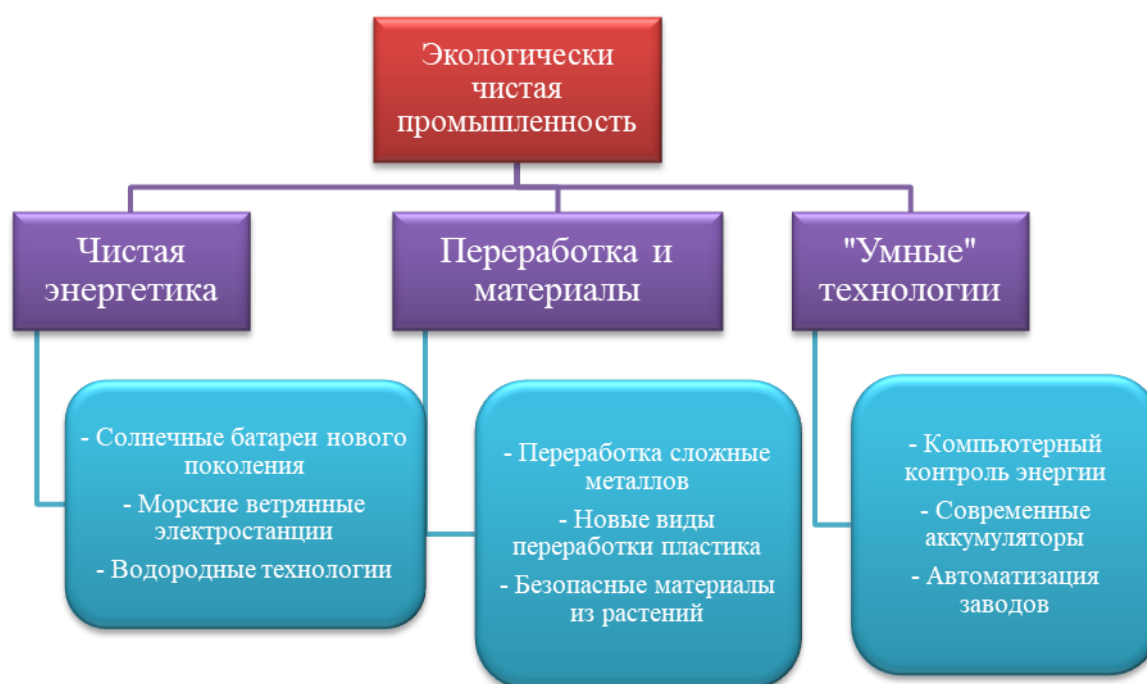 Экологически
чистая
промышленность
Чистая
энергетика
Переработка и
материалы
"Умные"
технологии
- Солнечные батареи нового
поколения
- Морские ветрянные
электростанции
- Водородные технологии
- Переработка сложные
металлов
- Новые виды
переработки пластика
- Безопасные материалы
из растений
- Компьютерный
контроль энергии
- Современные
аккумуляторы
- Автоматизация
заводов